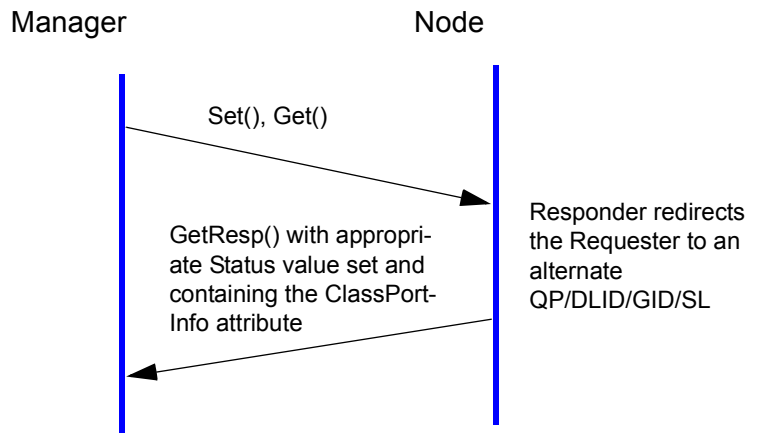 Manager
Node
Set(), Get()
GetResp() with appropri-
ate Status value set and
containing the ClassPort-
Info attribute
Responder redirects
the Requester to an
alternate
QP/DLID/GID/SL